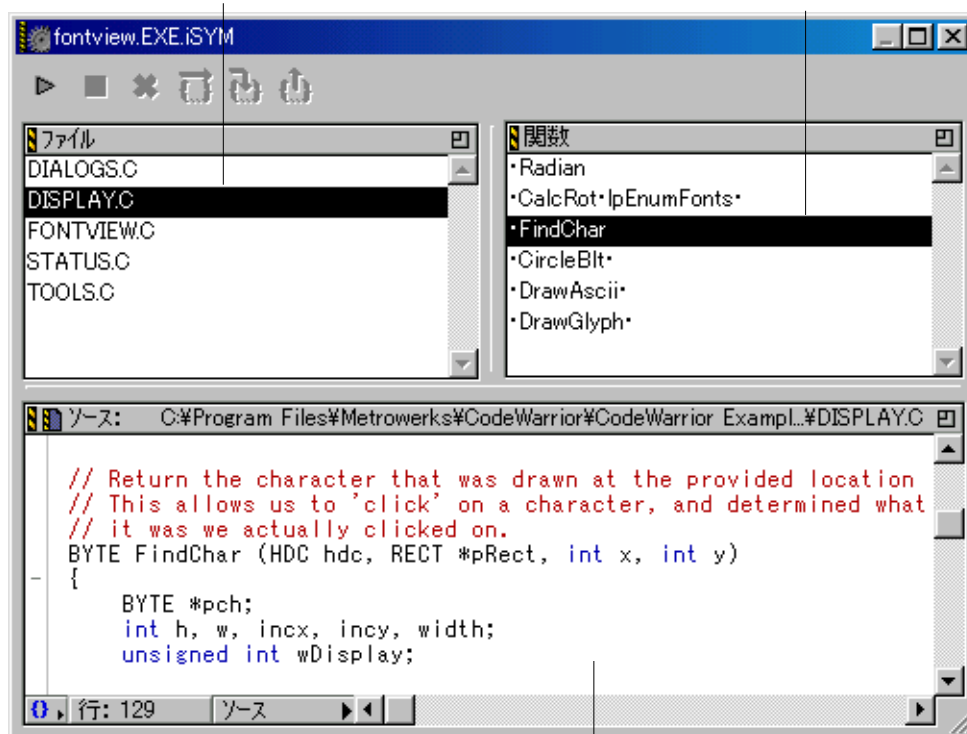 fontview.EXE.iSYM
ファイル
DIALOGS.C
DISPLAY.C
FONTVIEW.C
STATUS.C
TOOLS.C
関数
•Radian
•CalcRot•lpEnumFonts•
•FindChar
•CircleBlt•
•DrawAscii•
•DrawGlyph•
ソース: C:¥Program Files¥Metrowerks¥CodeWarrior¥CodeWarrior Exampl...¥DISPLAY.C
// Return the character that was drawn at the provided location
// This allows us to 'click' on a character, and determined what
// it was we actually clicked on.
BYTE FindChar (HDC hdc, RECT *pRect, int x, int y)
{
BYTE *pch;
int h, w, incx, incy, width;
unsigned int wDisplay;
行: 129 ソース